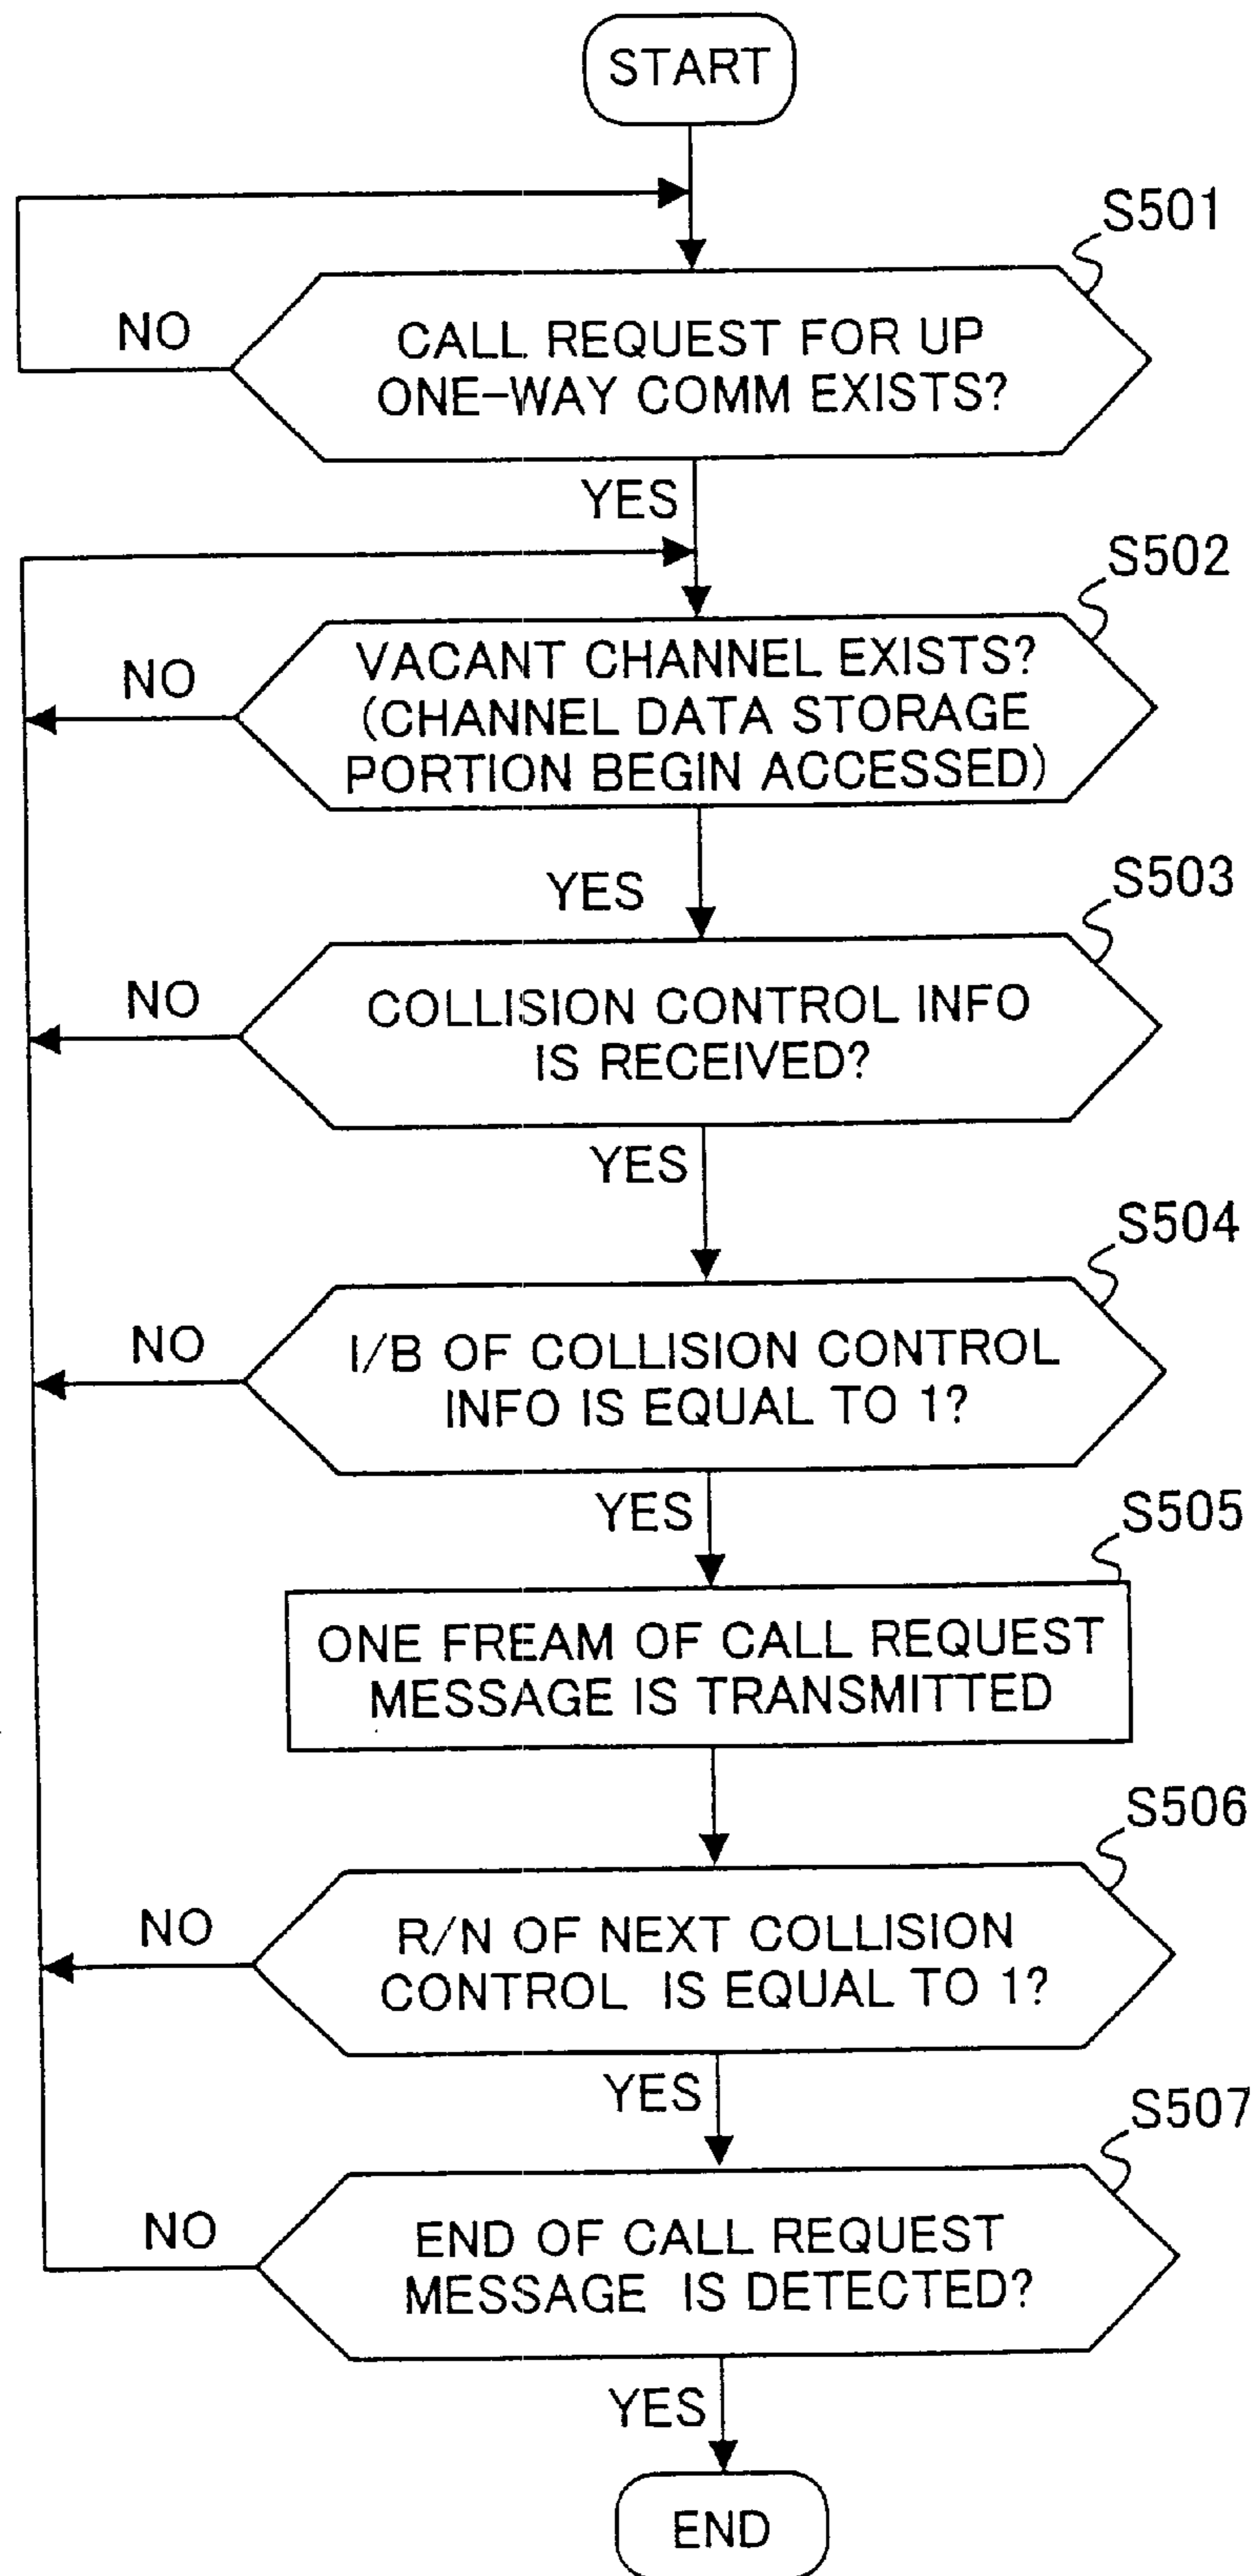 START
S501
NO
CALL REQUEST FOR UP
ONE-WAY COMM EXISTS?
YES
S502
NO
VACANT CHANNEL EXISTS?
(CHANNEL DATA STORAGE
PORTION BEGIN ACCESSED)
YES
S503
NO
COLLISION CONTROL INFO
IS RECEIVED?
YES
S504
NO
I/B OF COLLISION CONTROL
INFO IS EQUAL TO 1?
YES
S505
ONE FREAM OF CALL REQUEST
MESSAGE IS TRANSMITTED
S506
NO
R/N OF NEXT COLLISION
CONTROL IS EQUAL TO 1?
YES
S507
NO
END OF CALL REQUEST
MESSAGE IS DETECTED?
YES
END